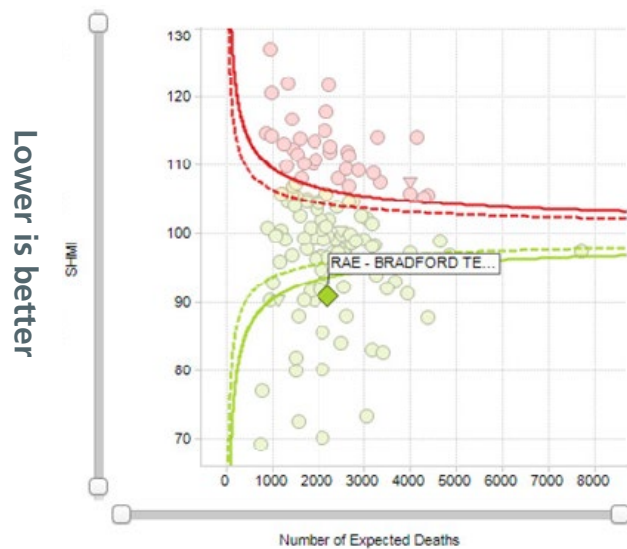 Lower is better
SHMI
130
120
110
100
90
80
70
RAE - BRADFORD TE...
0 1000 2000 3000 4000 5000 6000 7000 8000
Number of Expected Deaths